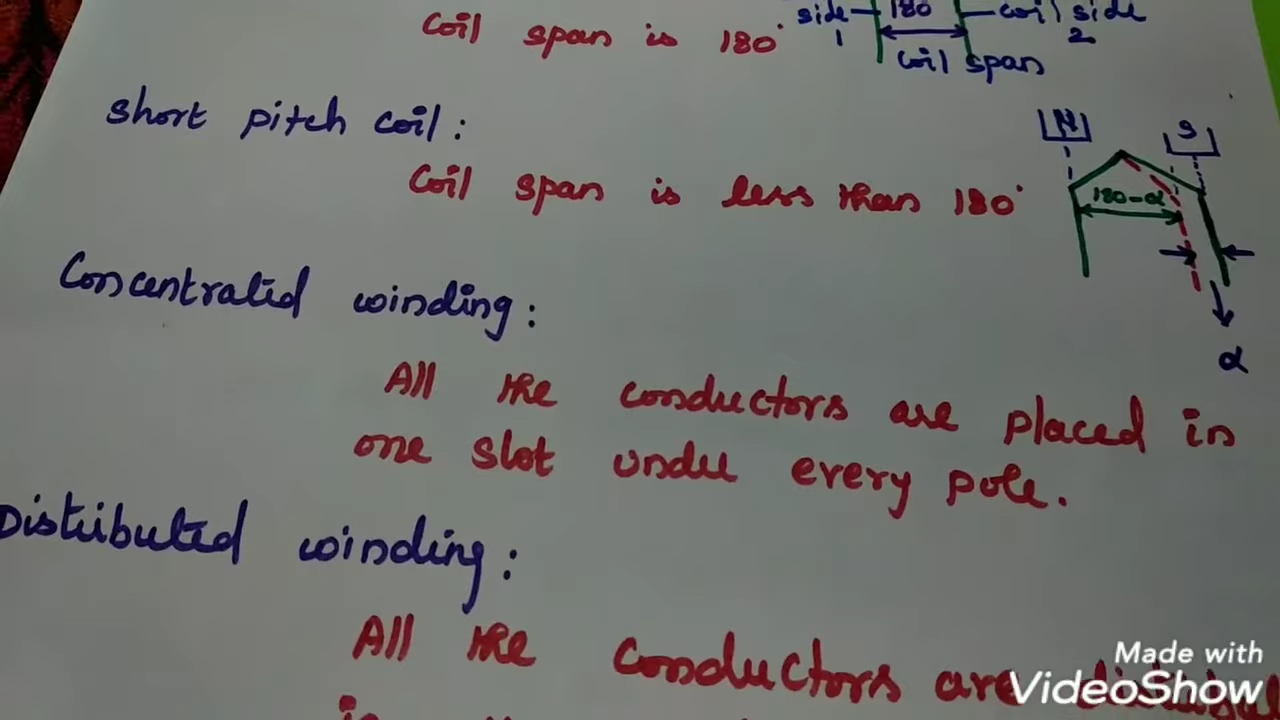 side 180 coil side
1 2
coil span is 180°
coil span
short pitch coil:
N S
coil span is less than 180°
180-α
Concentrated winding:
α
All the conductors are placed in
one slot under every pole.
Distributed winding:
All the conductors are
Made with
VideoShow